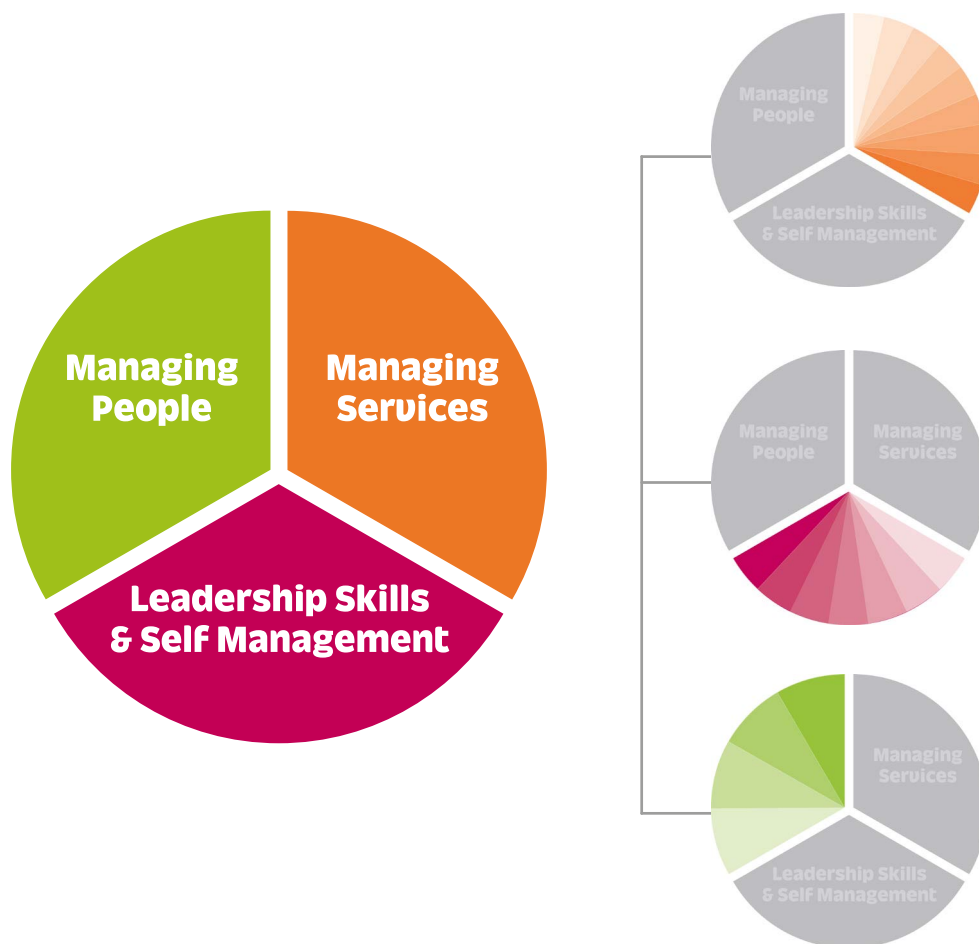 Managing
People
Managing
Services
Leadership Skills
& Self Management
Managing
People
Leadership Skills
& Self Management
Managing
People
Managing
Services
Managing
Services
Leadership Skills
& Self Management